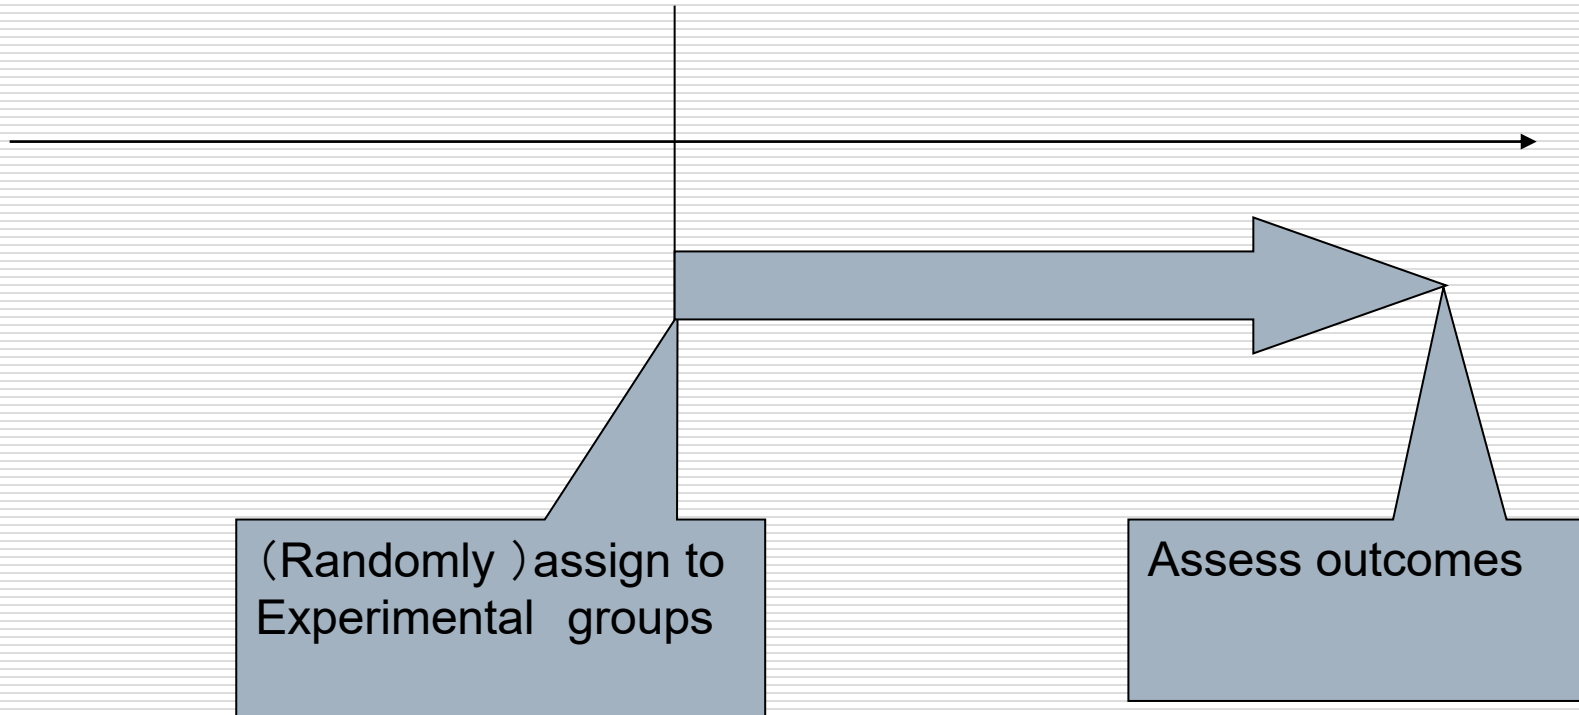 （Randomly ）assign to
Experimental groups
Assess outcomes